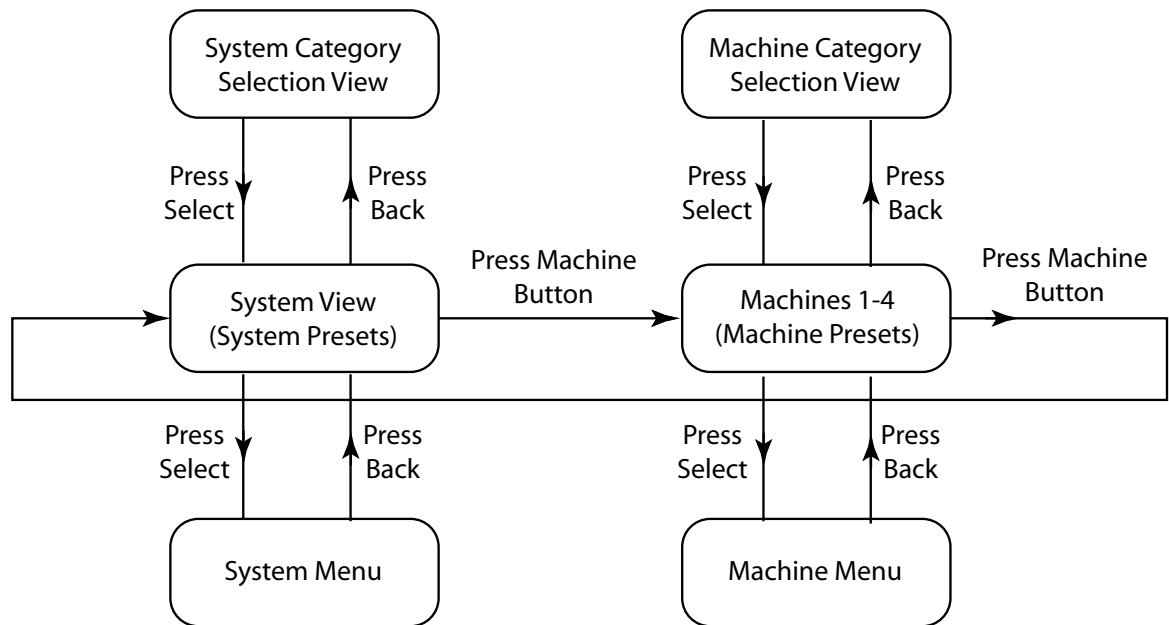 System Category
Selection View
Machine Category
Selection View
Press
Select
Press
Back
Press
Select
Press
Back
System View
(System Presets)
Press Machine
Button
Machines 1-4
(Machine Presets)
Press Machine
Button
Press
Select
Press
Back
Press
Select
Press
Back
System Menu
Machine Menu